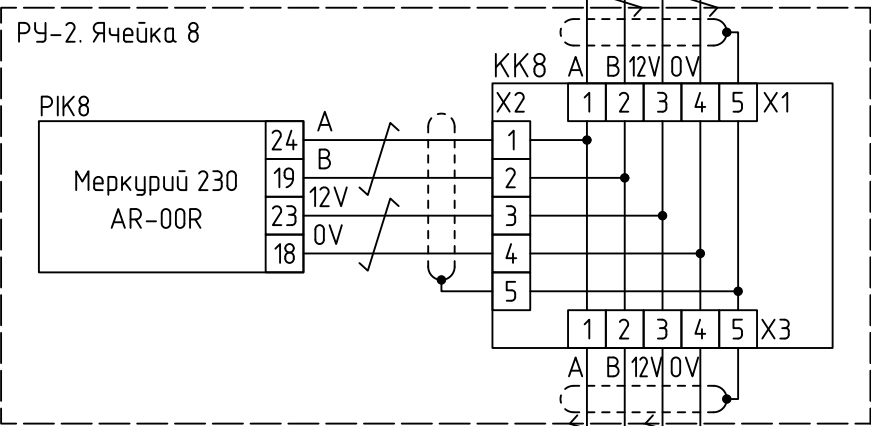 РУ-2. Ячейка 8
KK8
A B 12V 0V
X2 1 2 3 4 5 X1
PIK8
Меркурий 230
AR-00R
24 A 1
19 B 2
23 12V 3
18 0V 4
5
1 2 3 4 5 X3
A B 12V 0V